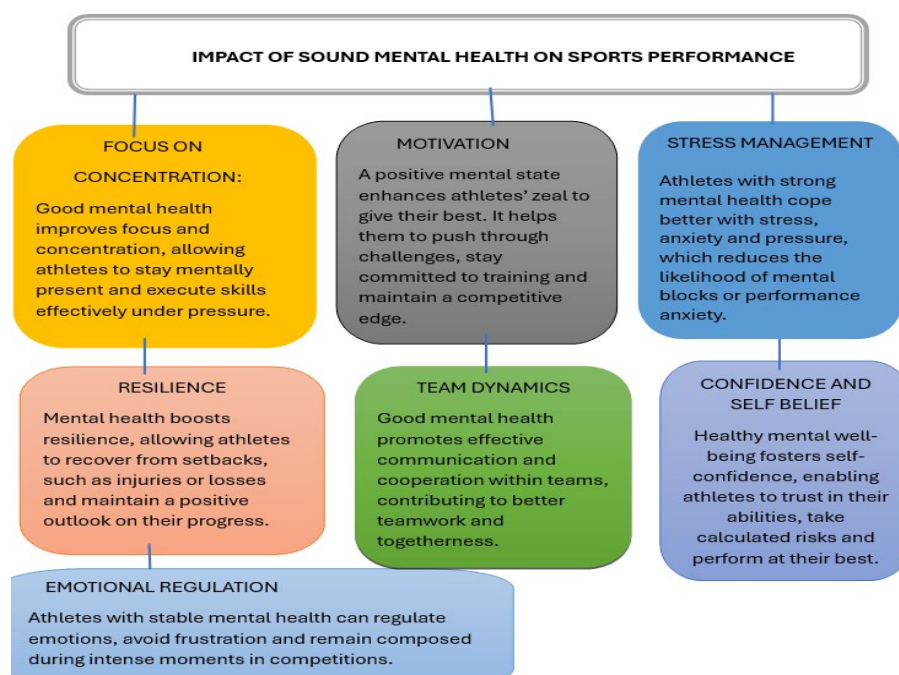 IMPACT OF SOUND MENTAL HEALTH ON SPORTS PERFORMANCE
FOCUS ON
CONCENTRATION:
Good mental health
improves focus and
concentration, allowing
athletes to stay mentally
present and execute skills
effectively under pressure.
MOTIVATION
A positive mental state
enhances athletes’ zeal to
give their best. It helps
them to push through
challenges, stay
committed to training and
maintain a competitive
edge.
STRESS MANAGEMENT
Athletes with strong
mental health cope
better with stress,
anxiety and pressure,
which reduces the
likelihood of mental
blocks or performance
anxiety.
RESILIENCE
Mental health boosts
resilience, allowing athletes
to recover from setbacks,
such as injuries or losses
and maintain a positive
outlook on their progress.
TEAM DYNAMICS
Good mental health
promotes effective
communication and
cooperation within teams,
contributing to better
teamwork and
togetherness.
CONFIDENCE AND
SELF BELIEF
Healthy mental well-
being fosters self-
confidence, enabling
athletes to trust in their
abilities, take
calculated risks and
perform at their best.
EMOTIONAL REGULATION
Athletes with stable mental health can regulate
emotions, avoid frustration and remain composed
during intense moments in competitions.